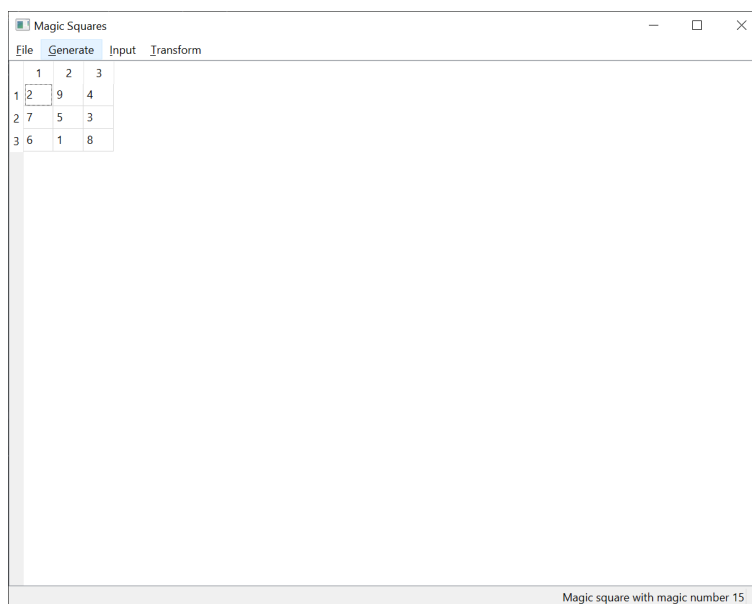 Magic Squares
File Generate Input Transform
1 2 3
1 2 9 4
2 7 5 3
3 6 1 8
Magic square with magic number 15